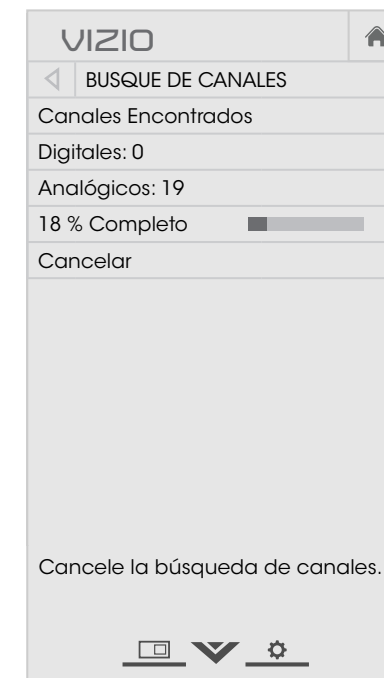 VIZIO
BUSQUE DE CANALES
Canales Encontrados
Digitales: 0
Analógicos: 19
18 % Completo
Cancelar
Cancele la búsqueda de canales.